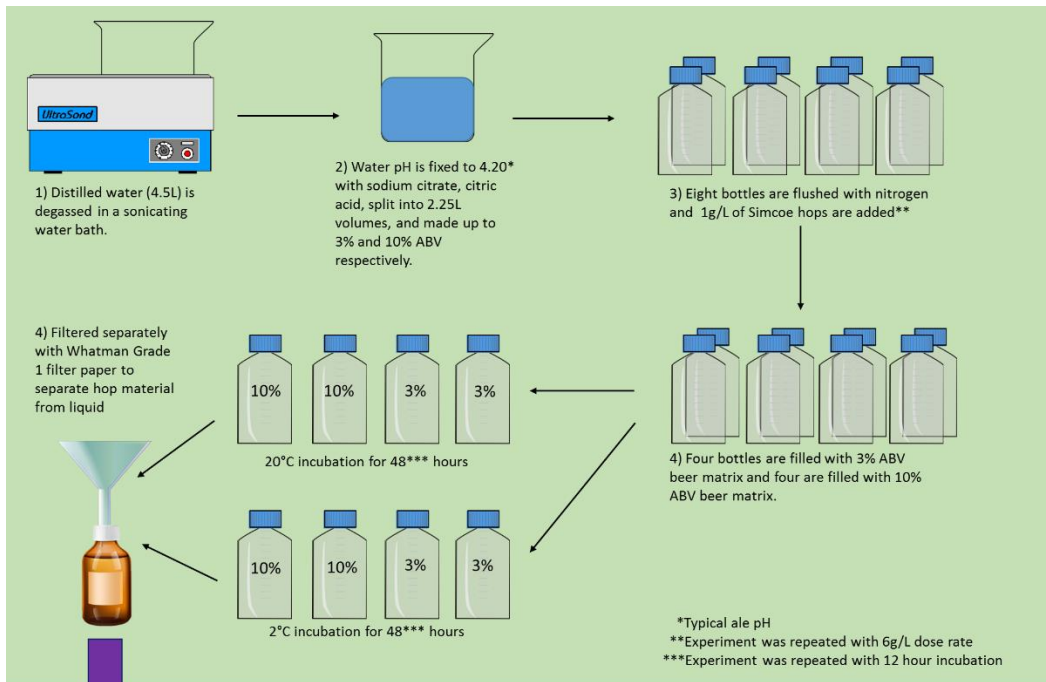 UltraSond
1) Distilled water (4.5L) is
degassed in a sonicating
water bath.
2) Water pH is fixed to 4.20*
with sodium citrate, citric
acid, split into 2.25L
volumes, and made up to
3% and 10% ABV
respectively.
3) Eight bottles are flushed with nitrogen
and 1g/L of Simcoe hops are added**
4) Four bottles are filled with 3% ABV
beer matrix and four are filled with 10%
ABV beer matrix.
10% 10% 3% 3%
20°C incubation for 48*** hours
10% 10% 3% 3%
2°C incubation for 48*** hours
4) Filtered separately
with Whatman Grade
1 filter paper to
separate hop material
from liquid
*Typical ale pH
**Experiment was repeated with 6g/L dose rate
***Experiment was repeated with 12 hour incubation